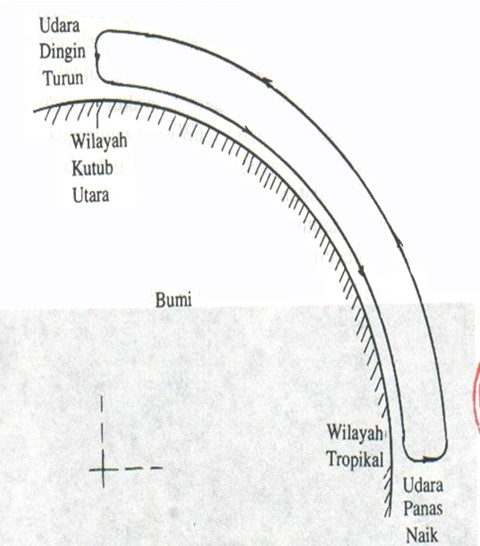 Udara
Dingin
Turun
Wilayah
Kutub
Utara
Bumi
Wilayah
Tropikal
Udara
Panas
Naik